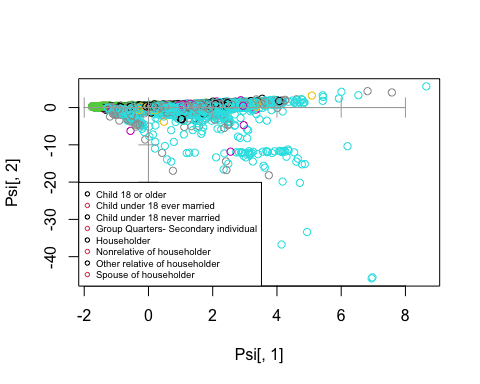 0
-10
-20
-30
-40
Psi[, 2]
Child 18 or older
Child under 18 ever married
Child under 18 never married
Group Quarters- Secondary individual
Householder
Nonrelative of householder
Other relative of householder
Spouse of householder
-2 0 2 4 6 8
Psi[, 1]